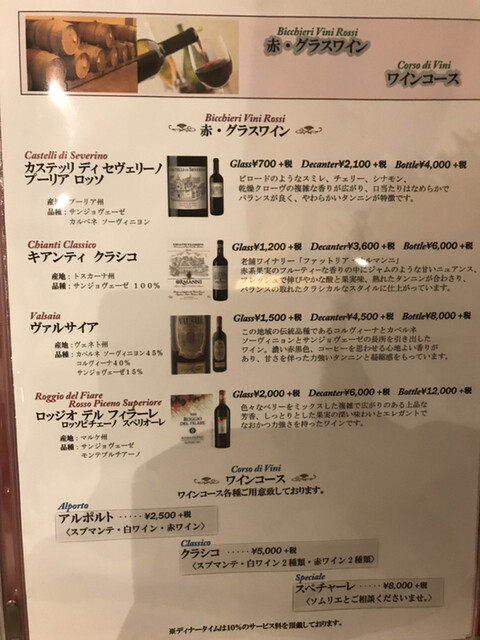 Bicchieri Vini Rossi
赤・グラスワイン
Corso di Vini
ワインコース
Bicchieri Vini Rossi
赤・グラスワイン
Castelli di Severino
カステッリ ディ セヴェリーノ
プーリア ロッソ
産地：プーリア州
品種：サンジョヴェーゼ
カルベネ ソーヴィニヨン
Glass¥700 +税 Decanter¥2,100 +税 Bottle¥4,000 +税
ビロードのようなスミレ、チェリー、シナモン、
乾燥クローヴの複雑な香りが広がり、口当たりはなめらかで
バランスが良く、やわらかいタンニンが特徴です。
Chianti Classico
キアンティ クラシコ
産地：トスカーナ州
品種：サンジョヴェーゼ 100%
Glass¥1,200 +税 Decanter¥3,600 +税 Bottle¥6,000 +税
老舗ワイナリー「ファットリア・オルマンニ」
赤系果実のフルーティーな香りの中にジャムのような甘いニュアンス、
フレッシュで伸びやかな酸と果実味、熟したタンニンが合わさり、
バランスの取れたクラシカルなスタイルに仕上がっています。
Valsaia
ヴァルサイア
産地：ヴェネト州
品種：カベルネ ソーヴィニヨン45%
コルヴィーナ40%
サンジョヴェーゼ15%
Glass¥1,500 +税 Decanter¥4,500 +税 Bottle¥8,000 +税
この地域の伝統品種であるコルヴィーナとカベルネ
ソーヴィニヨンとサンジョヴェーゼの長所を引き出した
ワイン。濃い赤黒色、コーヒーを思わせる心地よい香りが
あり、甘さを伴った力強いタンニンと凝縮感をもっています。
Roggio del Fiare
Rosso Piceno Superiore
ロッジオ デル フィラーレ
ロッソピチェーノ スペリオーレ
産地：マルケ州
品種：サンジョヴェーゼ
モンテプルチアーノ
Glass¥2,000 +税 Decanter¥6,000 +税 Bottle¥12,000 +税
色々なベリーをミックスした複雑で広がりのある上品な
芳香、しっとりとした果実の深い味わいとエレガントで
なおかつ力強さを持ったワインです。
Corso di Vini
ワインコース
ワインコース各種ご用意致しております。
Alporto
アルポルト ‥‥‥¥2,500 +税
〈スプマンテ・白ワイン・赤ワイン〉
Classico
クラシコ ‥‥‥¥5,000 +税
〈スプマンテ・白ワイン2種類・赤ワイン2種類〉
Speciale
スペチャーレ ‥‥‥¥8,000 +税
〈ソムリエとご相談くださいませ。〉
※ディナータイムは10%のサービス料を頂戴しております。